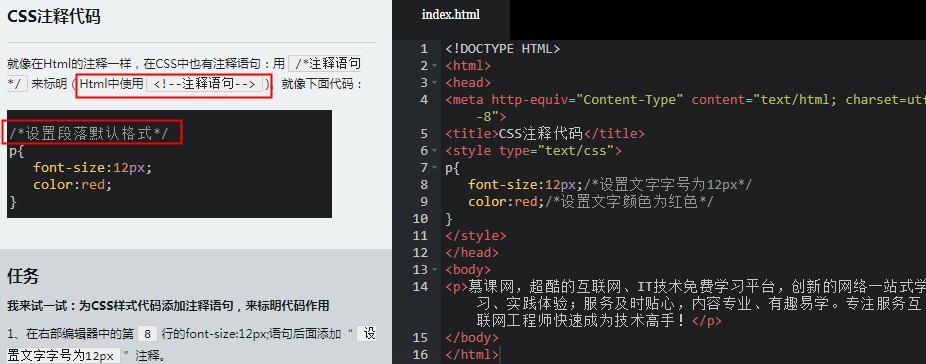 CSS注释代码
就像在Html的注释一样，在CSS中也有注释语句：用 /*注释语句
*/ 来标明（Html中使用 <!--注释语句--> ）。就像下面代码：
/*设置段落默认格式*/
p{
font-size:12px;
color:red;
}
任务
我来试一试：为CSS样式代码添加注释语句，来标明代码作用
1、在右部编辑器中的第 8 行的font-size:12px;语句后面添加“ 设
置文字字号为12px ”注释。
index.html
1 <!DOCTYPE HTML>
2 <html>
3 <head>
4 <meta http-equiv="Content-Type" content="text/html; charset=utf
-8">
5 <title>CSS注释代码</title>
6 <style type="text/css">
7 p{
8 font-size:12px;/*设置文字字号为12px*/
9 color:red;/*设置文字颜色为红色*/
10 }
11 </style>
12 </head>
13 <body>
14 <p>慕课网，超酷的互联网、IT技术免费学习平台，创新的网络一站式学
习、实践体验；服务及时贴心，内容专业、有趣易学。专注服务互
联网工程师快速成为技术高手！</p>
15 </body>
16 </html>